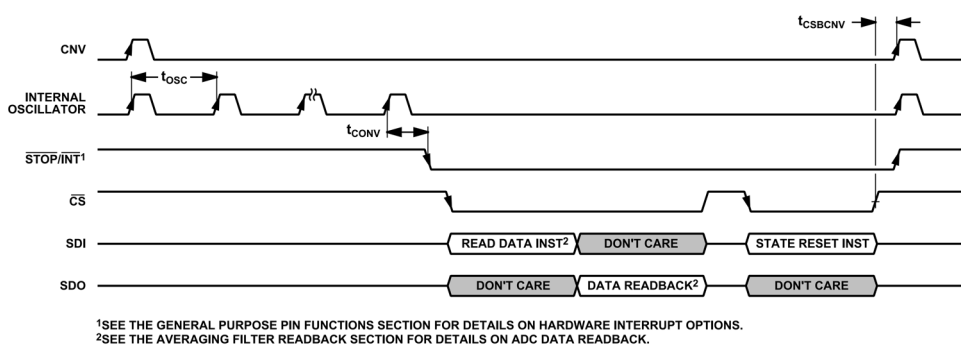 tCSBCNV
CNV
tOSC
INTERNAL
OSCILLATOR
tCONV
STOP/INT1
CS
SDI
READ DATA INST2
DON'T CARE
STATE RESET INST
SDO
DON'T CARE
DATA READBACK2
DON'T CARE
1SEE THE GENERAL PURPOSE PIN FUNCTIONS SECTION FOR DETAILS ON HARDWARE INTERRUPT OPTIONS.
2SEE THE AVERAGING FILTER READBACK SECTION FOR DETAILS ON ADC DATA READBACK.